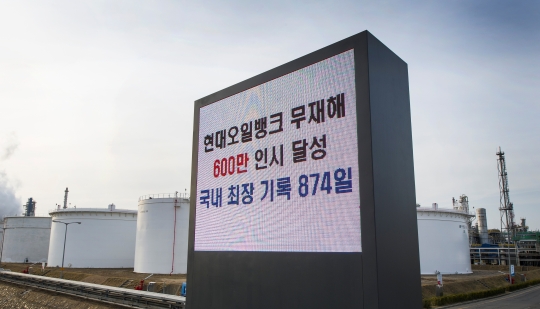 현대오일뱅크 무재해
600만 인시 달성
국내 최장 기록 874일